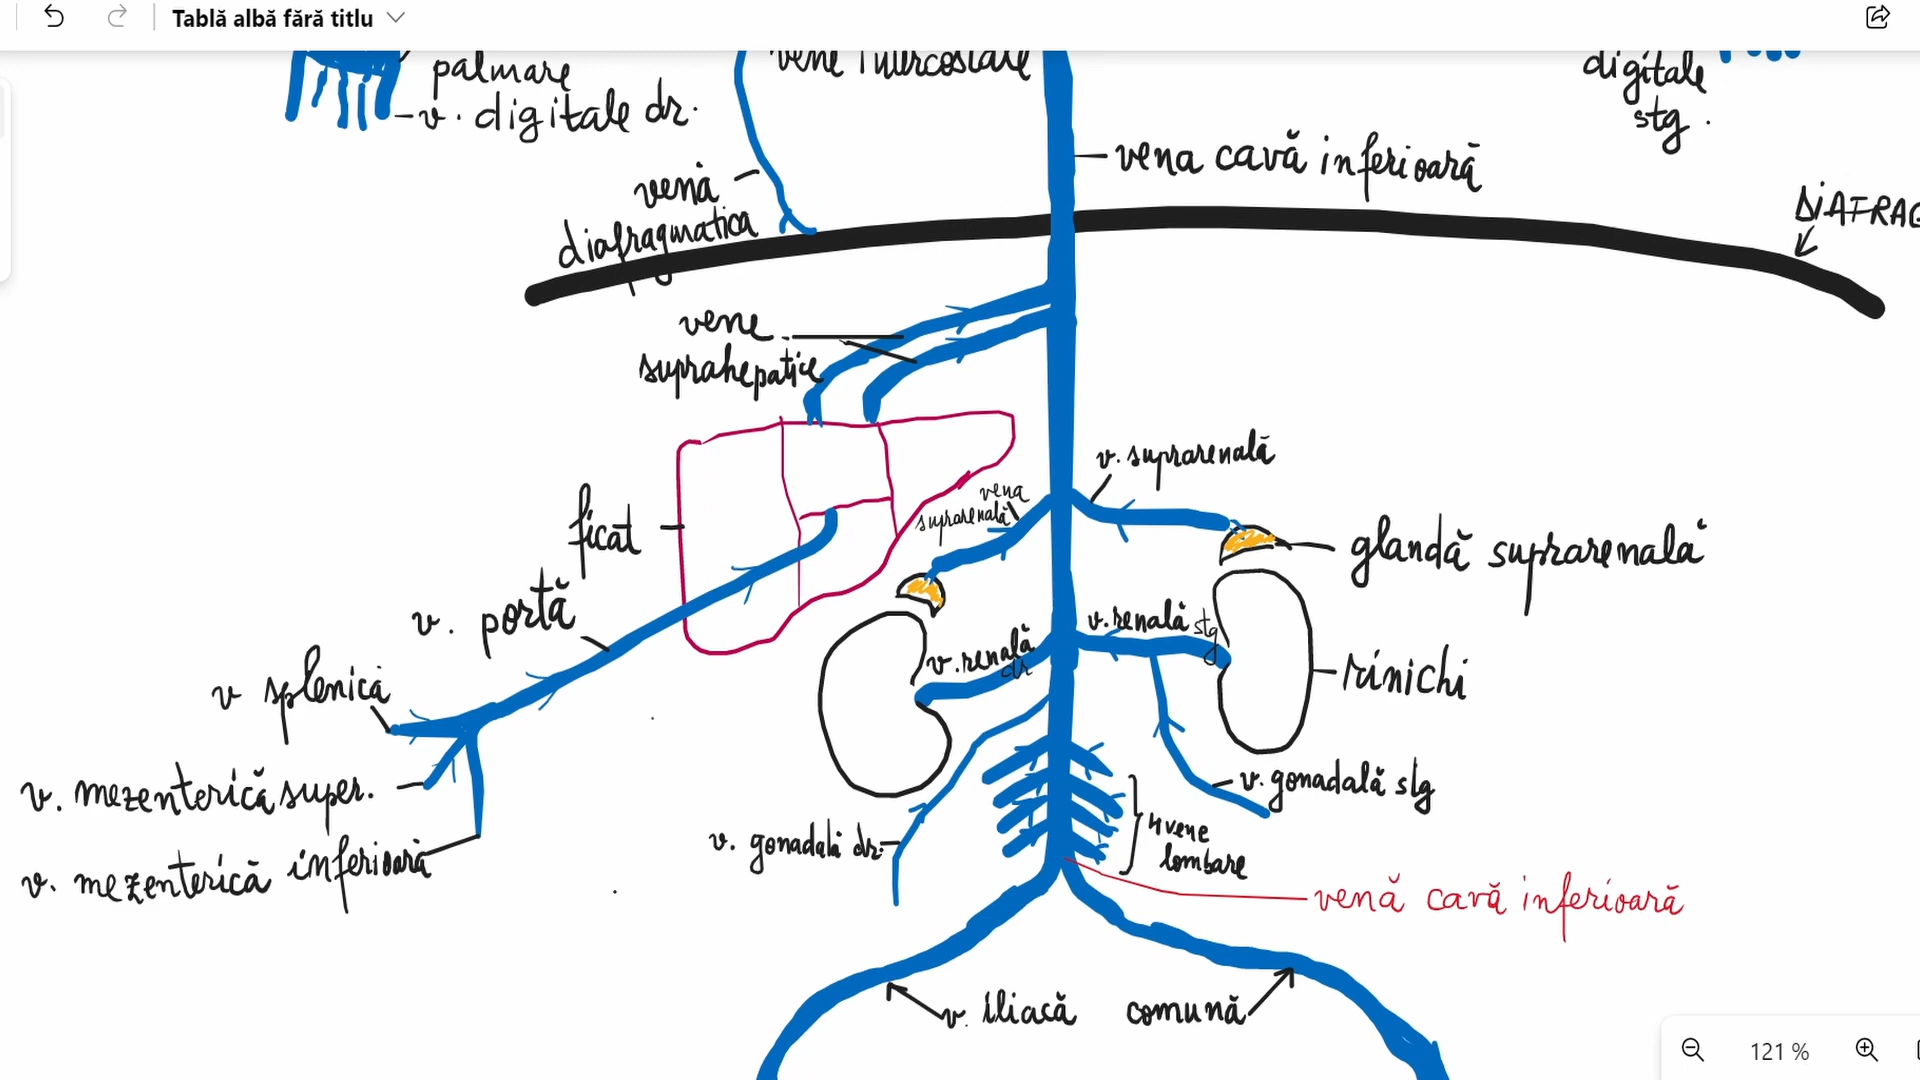 Tablă albă fără titlu
palmare
v. digitale dr.
vene intercostale
digitale
stg.
vena cavă inferioară
venă
diafragmatica
vene
suprahepatice
v. suprarenală
vena
suprarenală
glandă suprarenală
ficat
v. portă
v. renală stg
v. renală
dr
rinichi
v splenica
v. mezenterică super.
v. mezenterică inferioară
v. gonadală stg
v. gonadală dr.
4 vene
lombare
venă cavă inferioară
v. iliacă comună
121 %